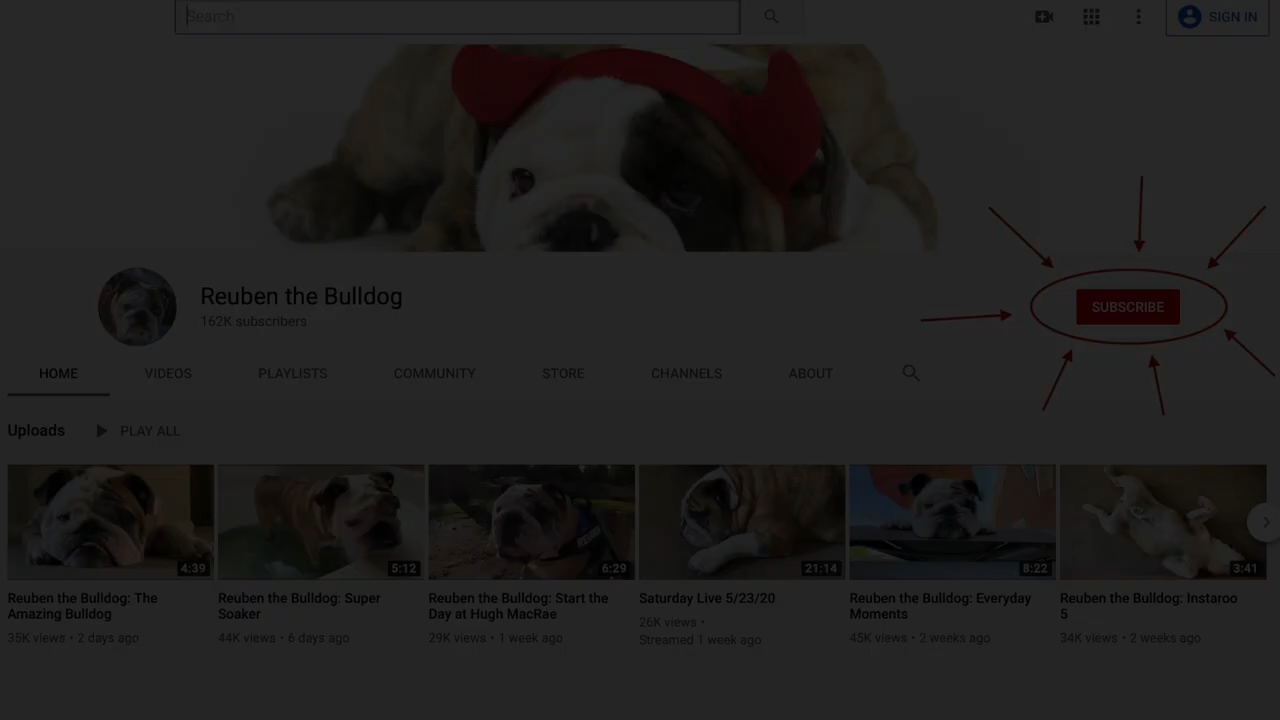 Search
SIGN IN
Reuben the Bulldog
162K subscribers
SUBSCRIBE
HOME VIDEOS PLAYLISTS COMMUNITY STORE CHANNELS ABOUT
Uploads PLAY ALL
4:39 5:12 6:29 21:14 8:22 3:41
Reuben the Bulldog: The
Amazing Bulldog
35K views • 2 days ago
Reuben the Bulldog: Super
Soaker
44K views • 6 days ago
Reuben the Bulldog: Start the
Day at Hugh MacRae
29K views • 1 week ago
Saturday Live 5/23/20
26K views •
Streamed 1 week ago
Reuben the Bulldog: Everyday
Moments
45K views • 2 weeks ago
Reuben the Bulldog: Instaroo
5
34K views • 2 weeks ago